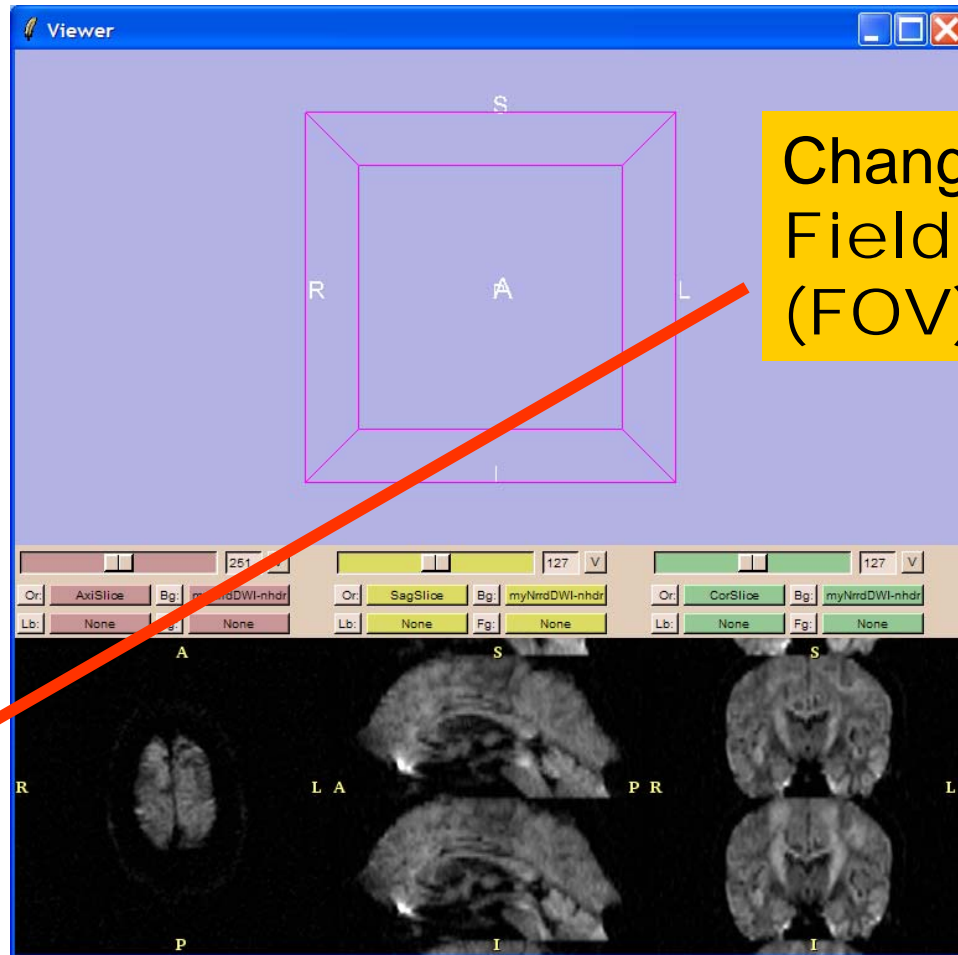 Viewer
S
Chang
Field
(FOV)
R
A
L
I
251
127 V
127 V
Or: AxiSlice Bg:
Or: SagSlice Bg: myNrrdDWI-nhdr
Or: CorSlice Bg: myNrrdDWI-nhdr
Lb: None None
Lb: None Fg: None
Lb: None Fg: None
A S S
R L A P R L
P I I